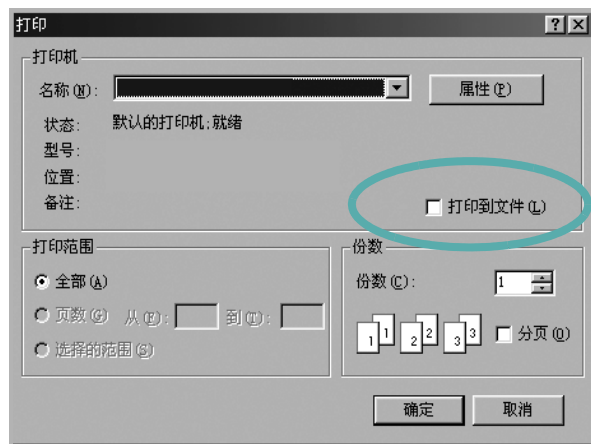 打印
打印机
名称(N): 属性(P)
状态: 默认的打印机;就绪
型号:
位置:
备注:
打印到文件(L)
打印范围
全部(A)
页数(G) 从(F): 到(T):
选择的范围(S)
份数
份数(C): 1
1 1 2 2 3 3 分页(O)
确定 取消